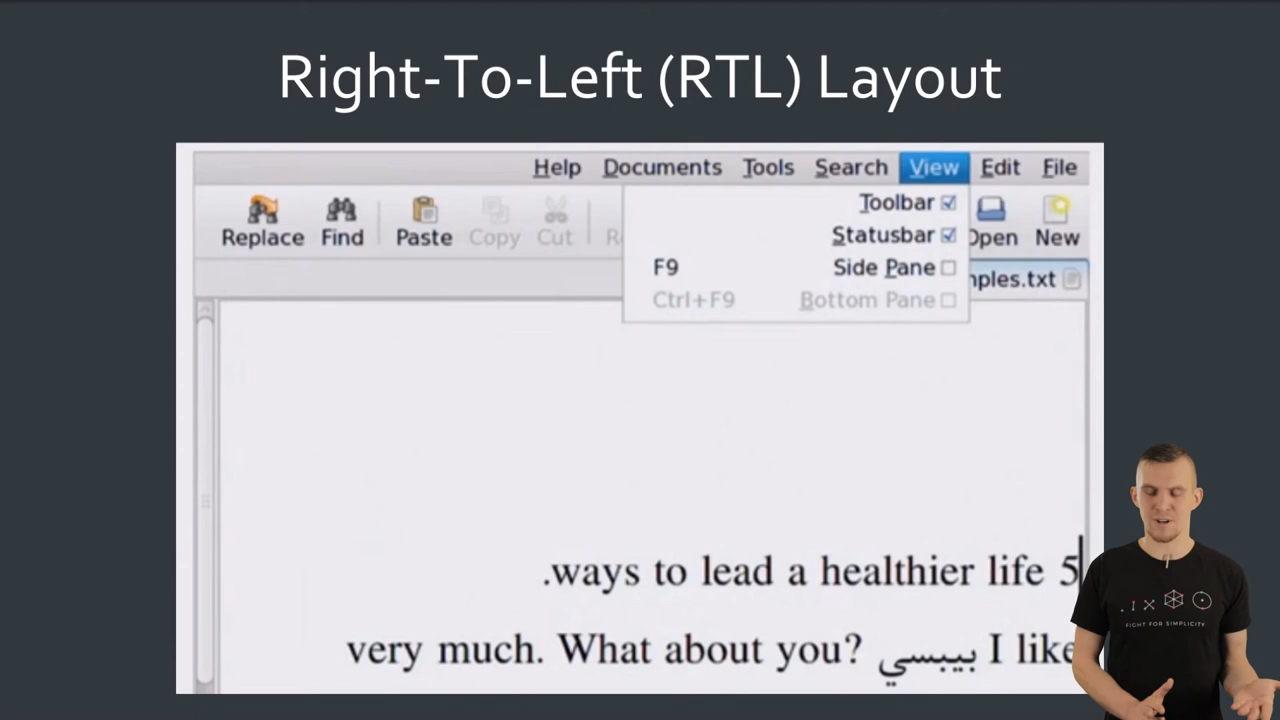 Right-To-Left (RTL) Layout
Help Documents Tools Search View Edit File
Toolbar
Statusbar
F9 Side Pane
Ctrl+F9 Bottom Pane
Replace Find Paste Copy Cut Open New
.ways to lead a healthier life 5
very much. What about you? بيبسي I like
FIGHT FOR SIMPLICITY